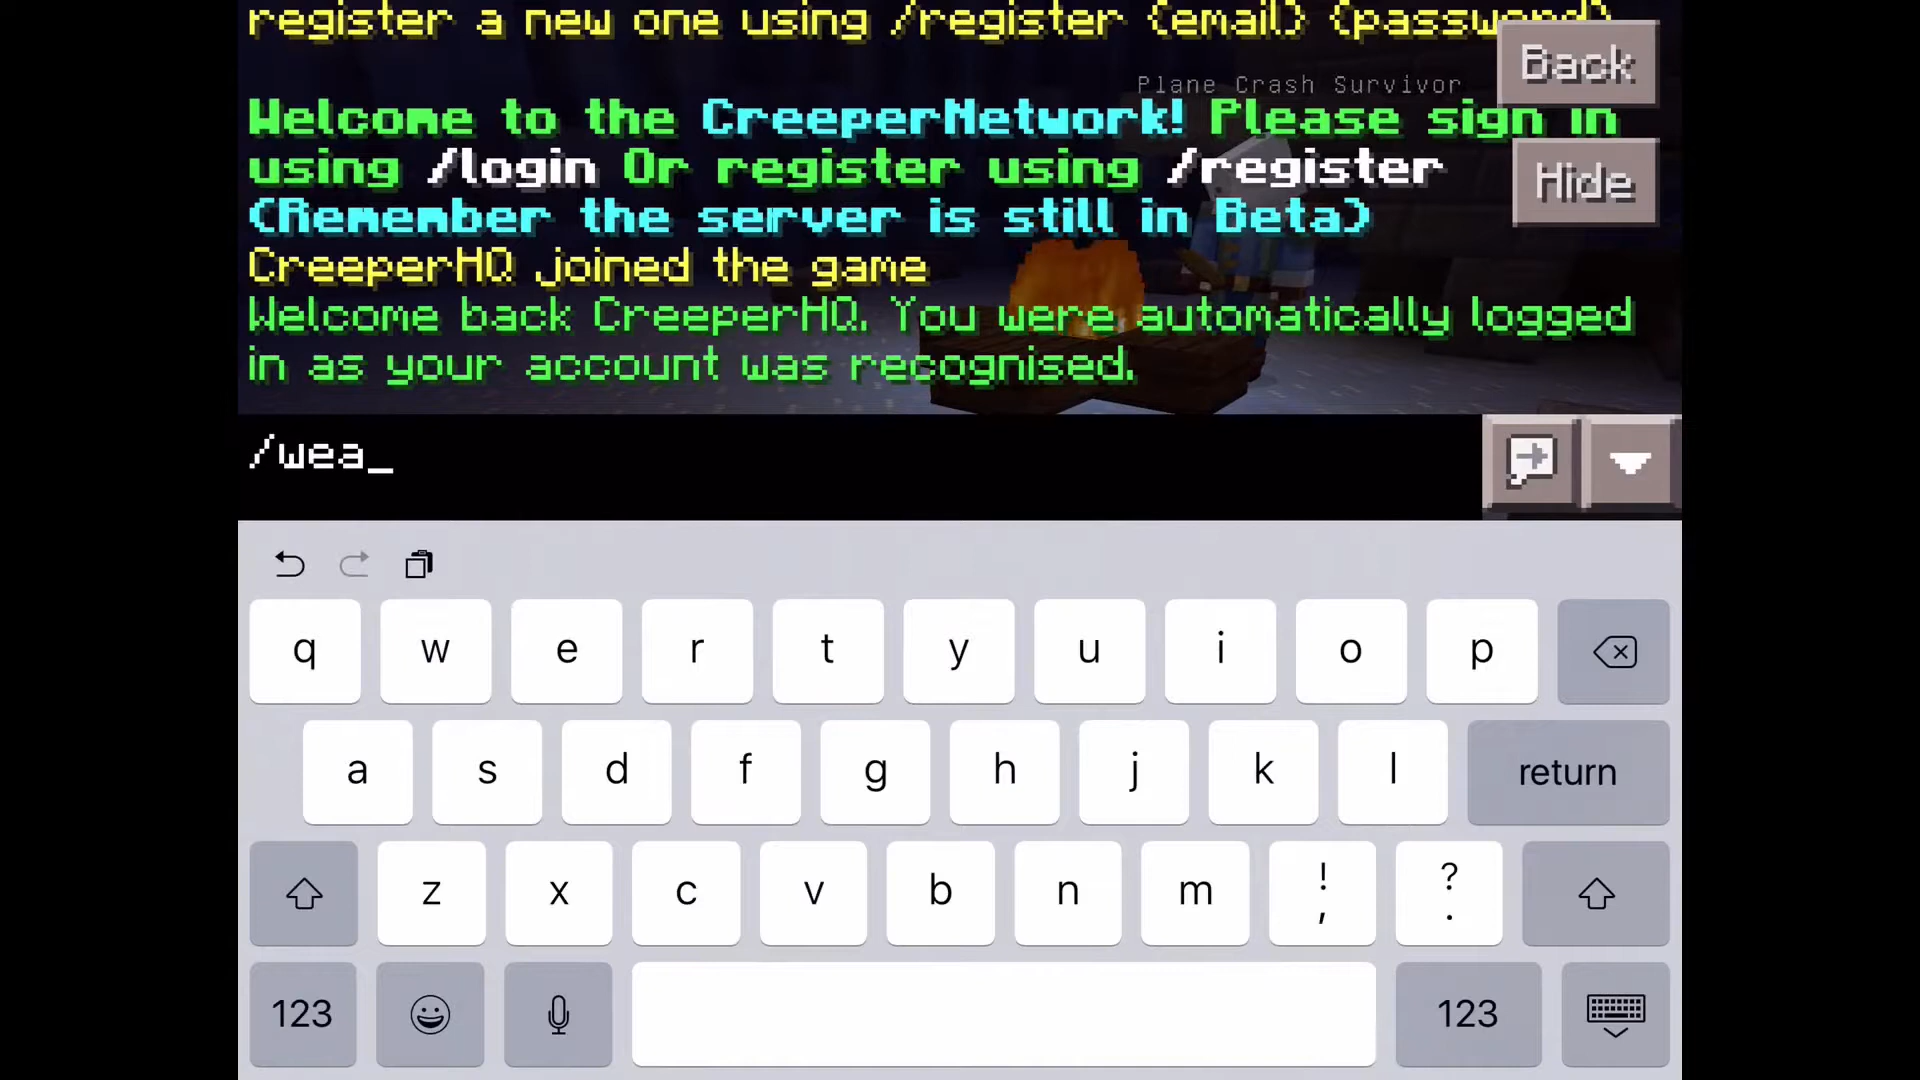 register a new one using /register {email} {password}
Back
Plane Crash Survivor
Welcome to the CreeperNetwork! Please sign in
using /login Or register using /register
Hide
(Remember the server is still in Beta)
CreeperHQ joined the game
Welcome back CreeperHQ. You were automatically logged
in as your account was recognised.
/wea_
q w e r t y u i o p
a s d f g h j k l return
z x c v b n m ! , ? .
123 123